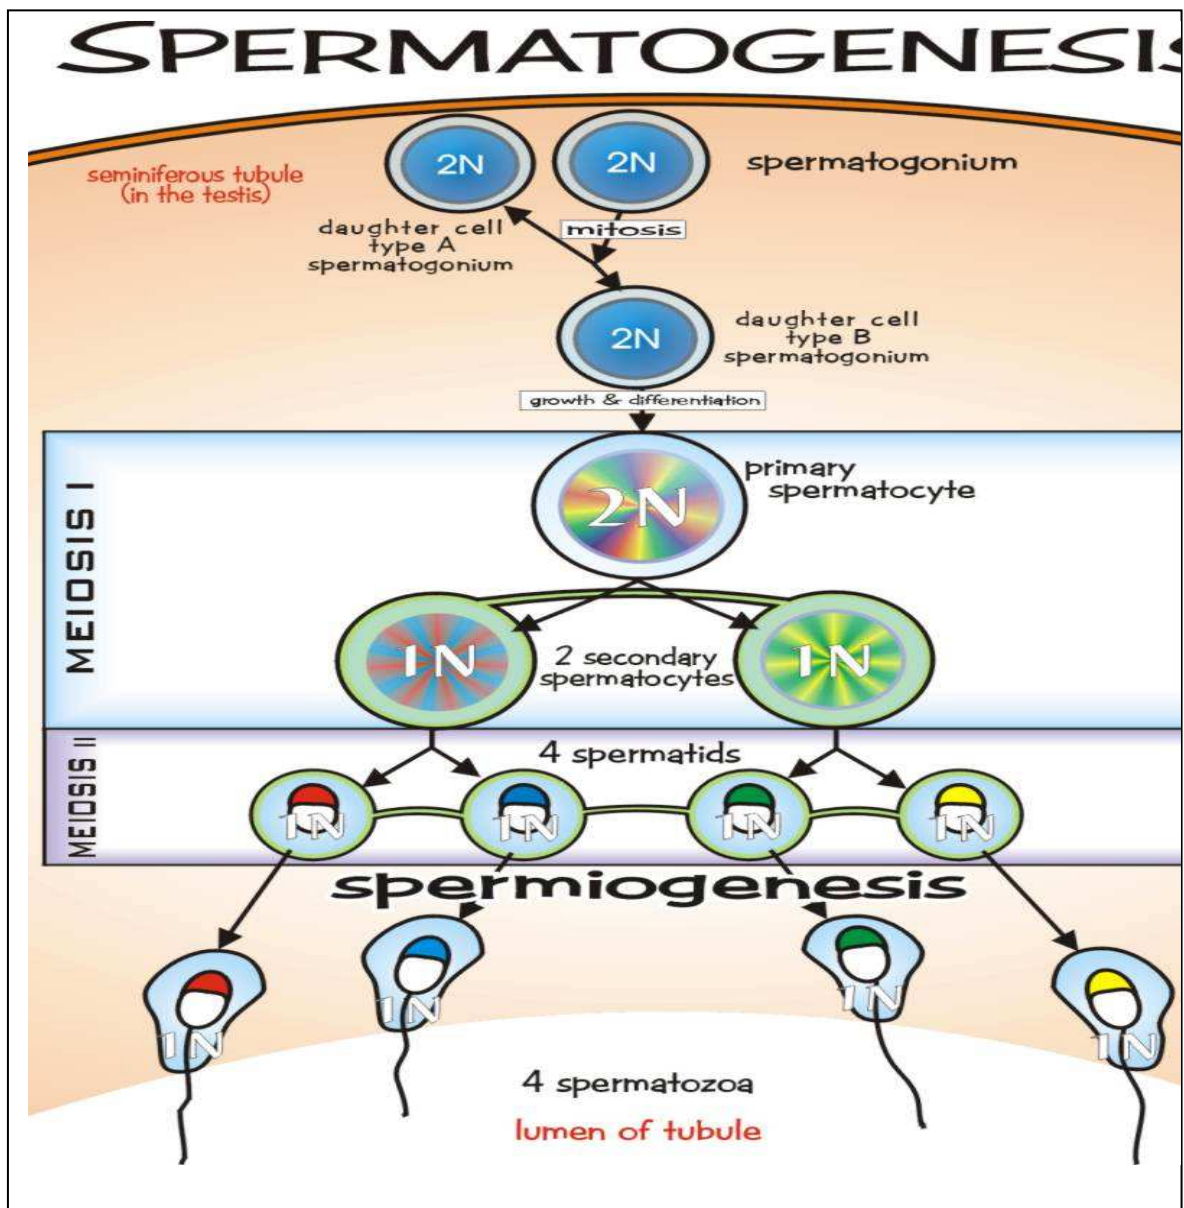 SPERMATOGENESIS
2N
2N
spermatogonium
seminiferous tubule
(in the testis)
daughter cell
type A
spermatogonium
mitosis
2N
daughter cell
type B
spermatogonium
growth & differentiation
MEIOSIS I
2N
primary
spermatocyte
1N
2 secondary
spermatocytes
1N
MEIOSIS II
4 spermatids
1N
1N
1N
1N
spermiogenesis
1N
1N
1N
1N
4 spermatozoa
lumen of tubule